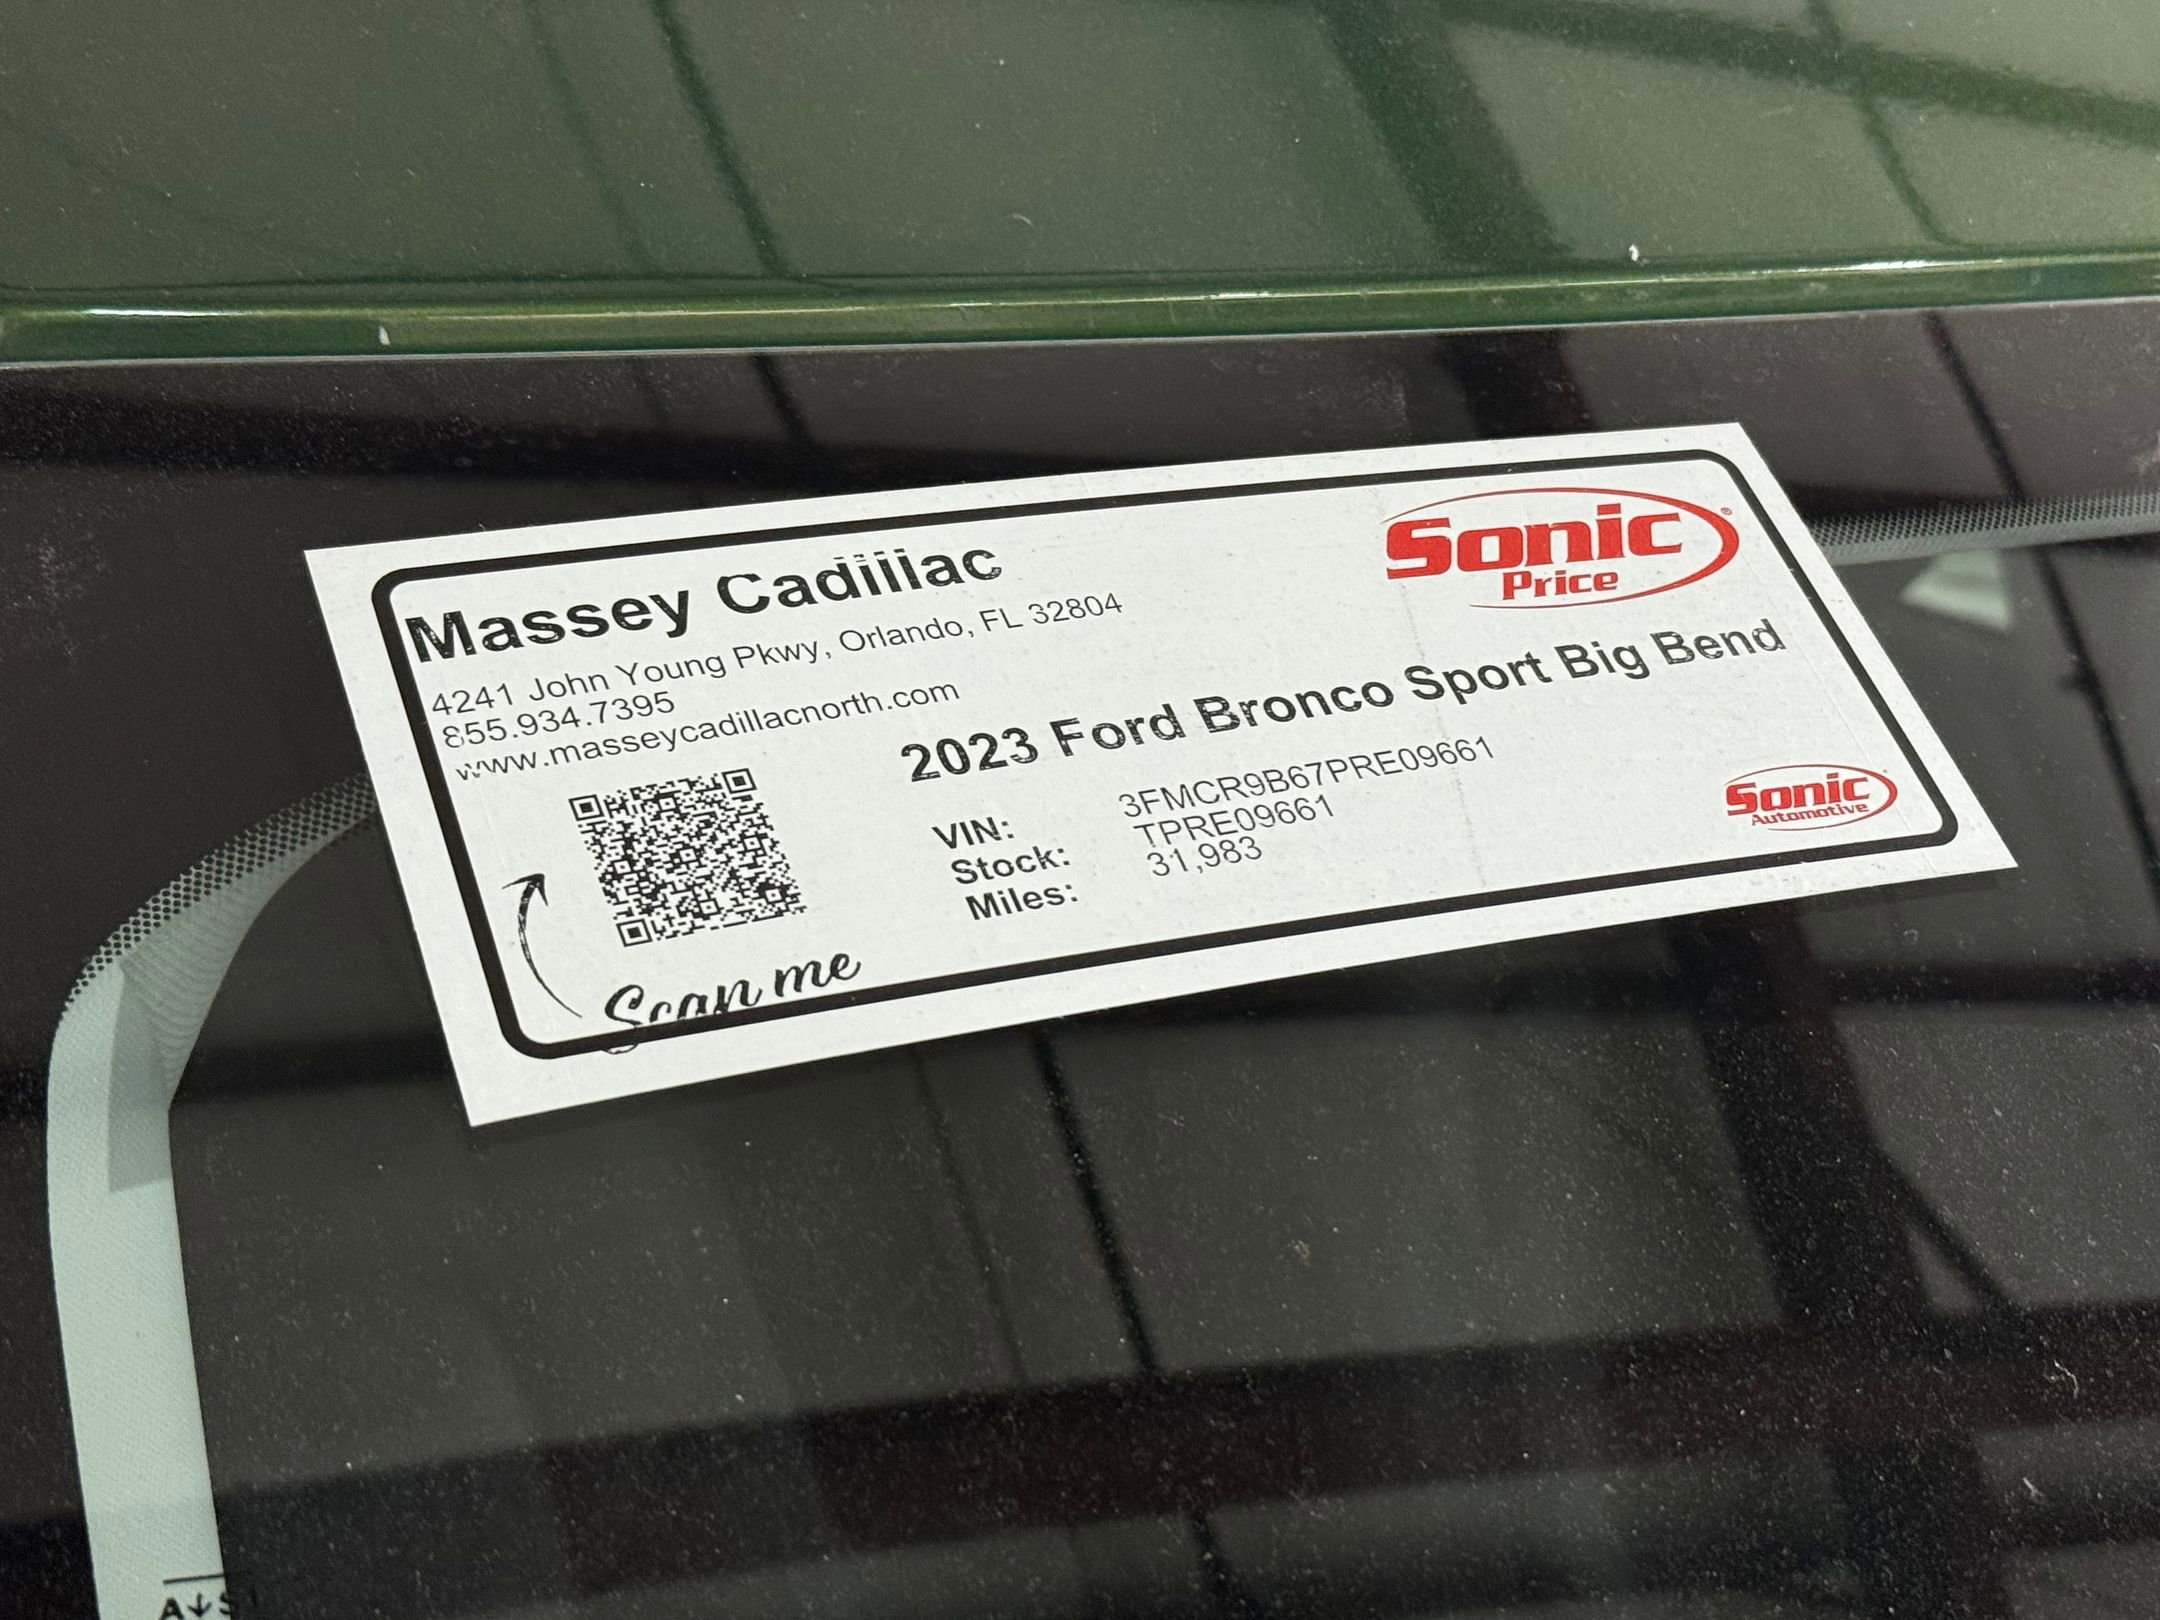 Massey Cadillac
4241 John Young Pkwy, Orlando, FL 32804
855.934.7395
www.masseycadillacnorth.com
Sonic®
Price
2023 Ford Bronco Sport Big Bend
VIN: 3FMCR9B67PRE09661
Stock: TPRE09661
Miles: 31,983
Scan me
Sonic
Automotive
A↓S